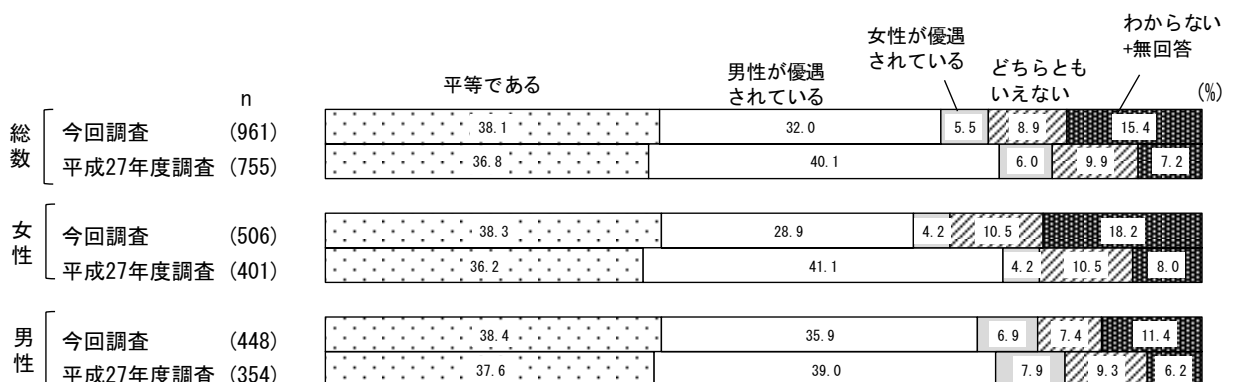 わからない
+無回答
女性が優遇
されている
どちらとも
いえない
男性が優遇
されている
平等である
(%)
n
総数
今回調査 (961) 38.1 32.0 5.5 8.9 15.4
平成27年度調査 (755) 36.8 40.1 6.0 9.9 7.2
女性
今回調査 (506) 38.3 28.9 4.2 10.5 18.2
平成27年度調査 (401) 36.2 41.1 4.2 10.5 8.0
男性
今回調査 (448) 38.4 35.9 6.9 7.4 11.4
平成27年度調査 (354) 37.6 39.0 7.9 9.3 6.2